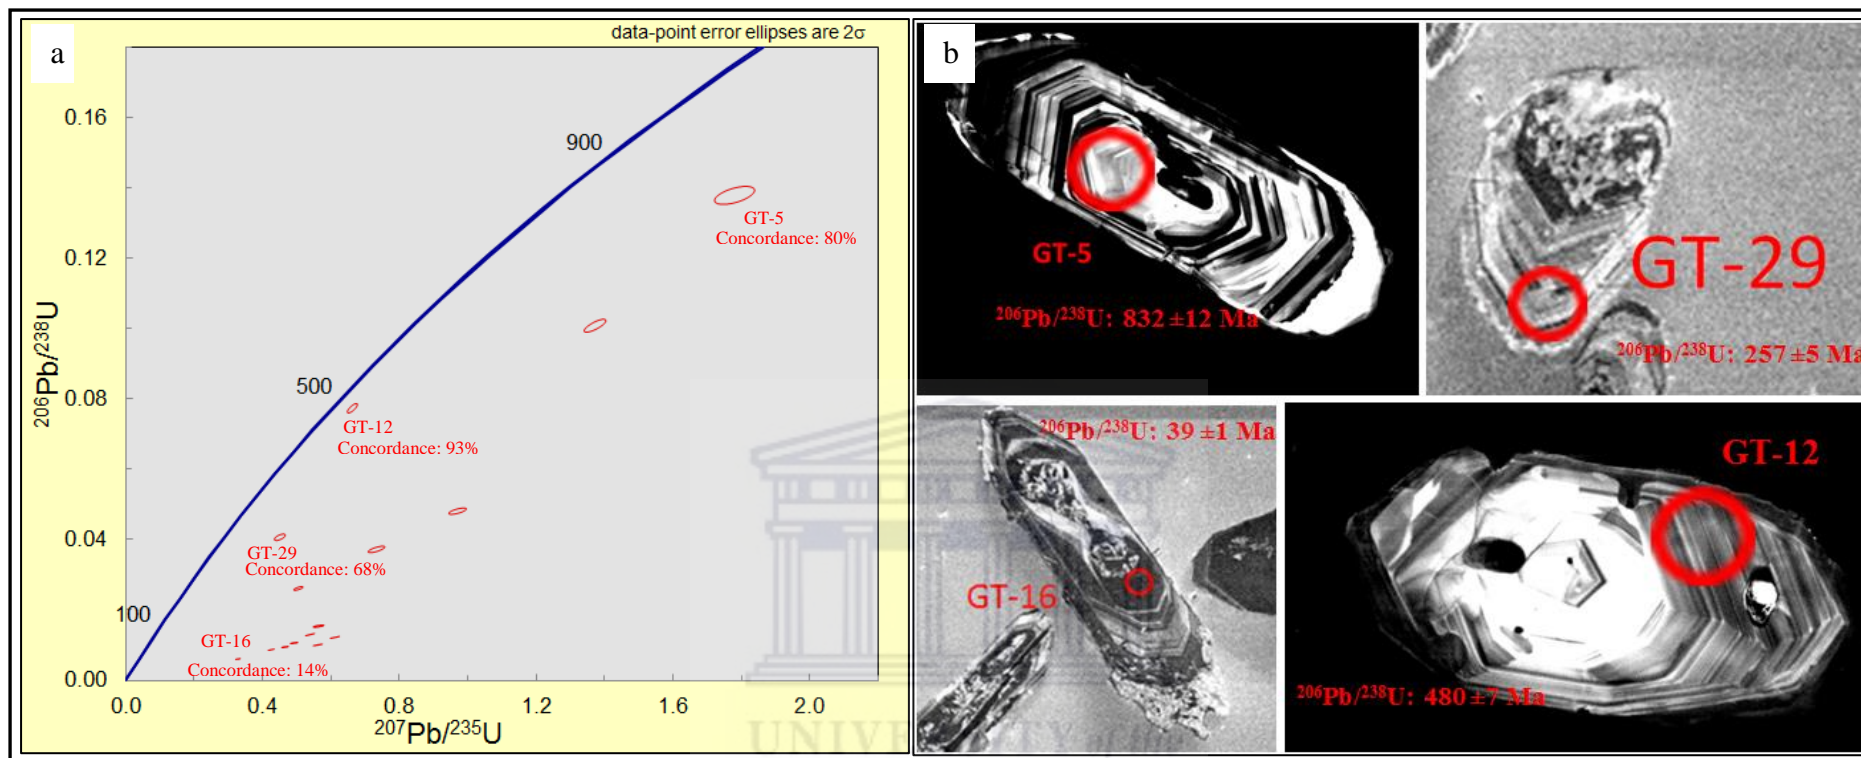 a
data-point error ellipses are 2σ
0.16
0.12
0.08
0.04
0.00
0.0
0.4
0.8
1.2
1.6
2.0
²⁰⁶Pb/²³⁸U
²⁰⁷Pb/²³⁵U
900
500
100
GT-5
Concordance: 80%
GT-12
Concordance: 93%
GT-29
Concordance: 68%
GT-16
Concordance: 14%
b
GT-5
²⁰⁶Pb/²³⁸U: 832 ±12 Ma
GT-29
²⁰⁶Pb/²³⁸U: 257 ±5 Ma
²⁰⁶Pb/²³⁸U: 39 ±1 Ma
GT-16
GT-12
²⁰⁶Pb/²³⁸U: 480 ±7 Ma